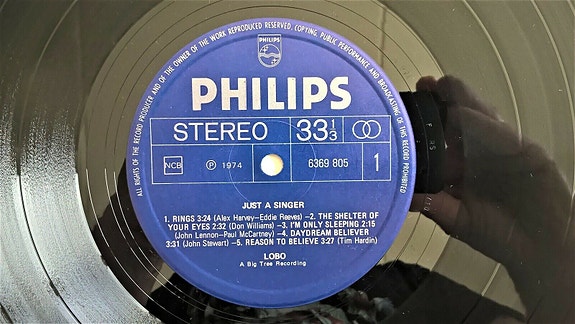 ALL RIGHTS OF THE RECORD PRODUCER AND OF THE OWNER OF THE WORK REPRODUCED RESERVED. COPYING, PUBLIC PERFORMANCE AND BROADCASTING OF THIS RECORD PROHIBITED
PHILIPS
PHILIPS
STEREO 33 1/3
NCB ℗ 1974 6369 805 1
JUST A SINGER
1. RINGS 3:24 (Alex Harvey–Eddie Reeves) –2. THE SHELTER OF
YOUR EYES 2:32 (Don Williams) –3. I'M ONLY SLEEPING 2:15
(John Lennon–Paul McCartney) –4. DAYDREAM BELIEVER
3:31 (John Stewart) –5. REASON TO BELIEVE 3:27 (Tim Hardin)
LOBO
A Big Tree Recording